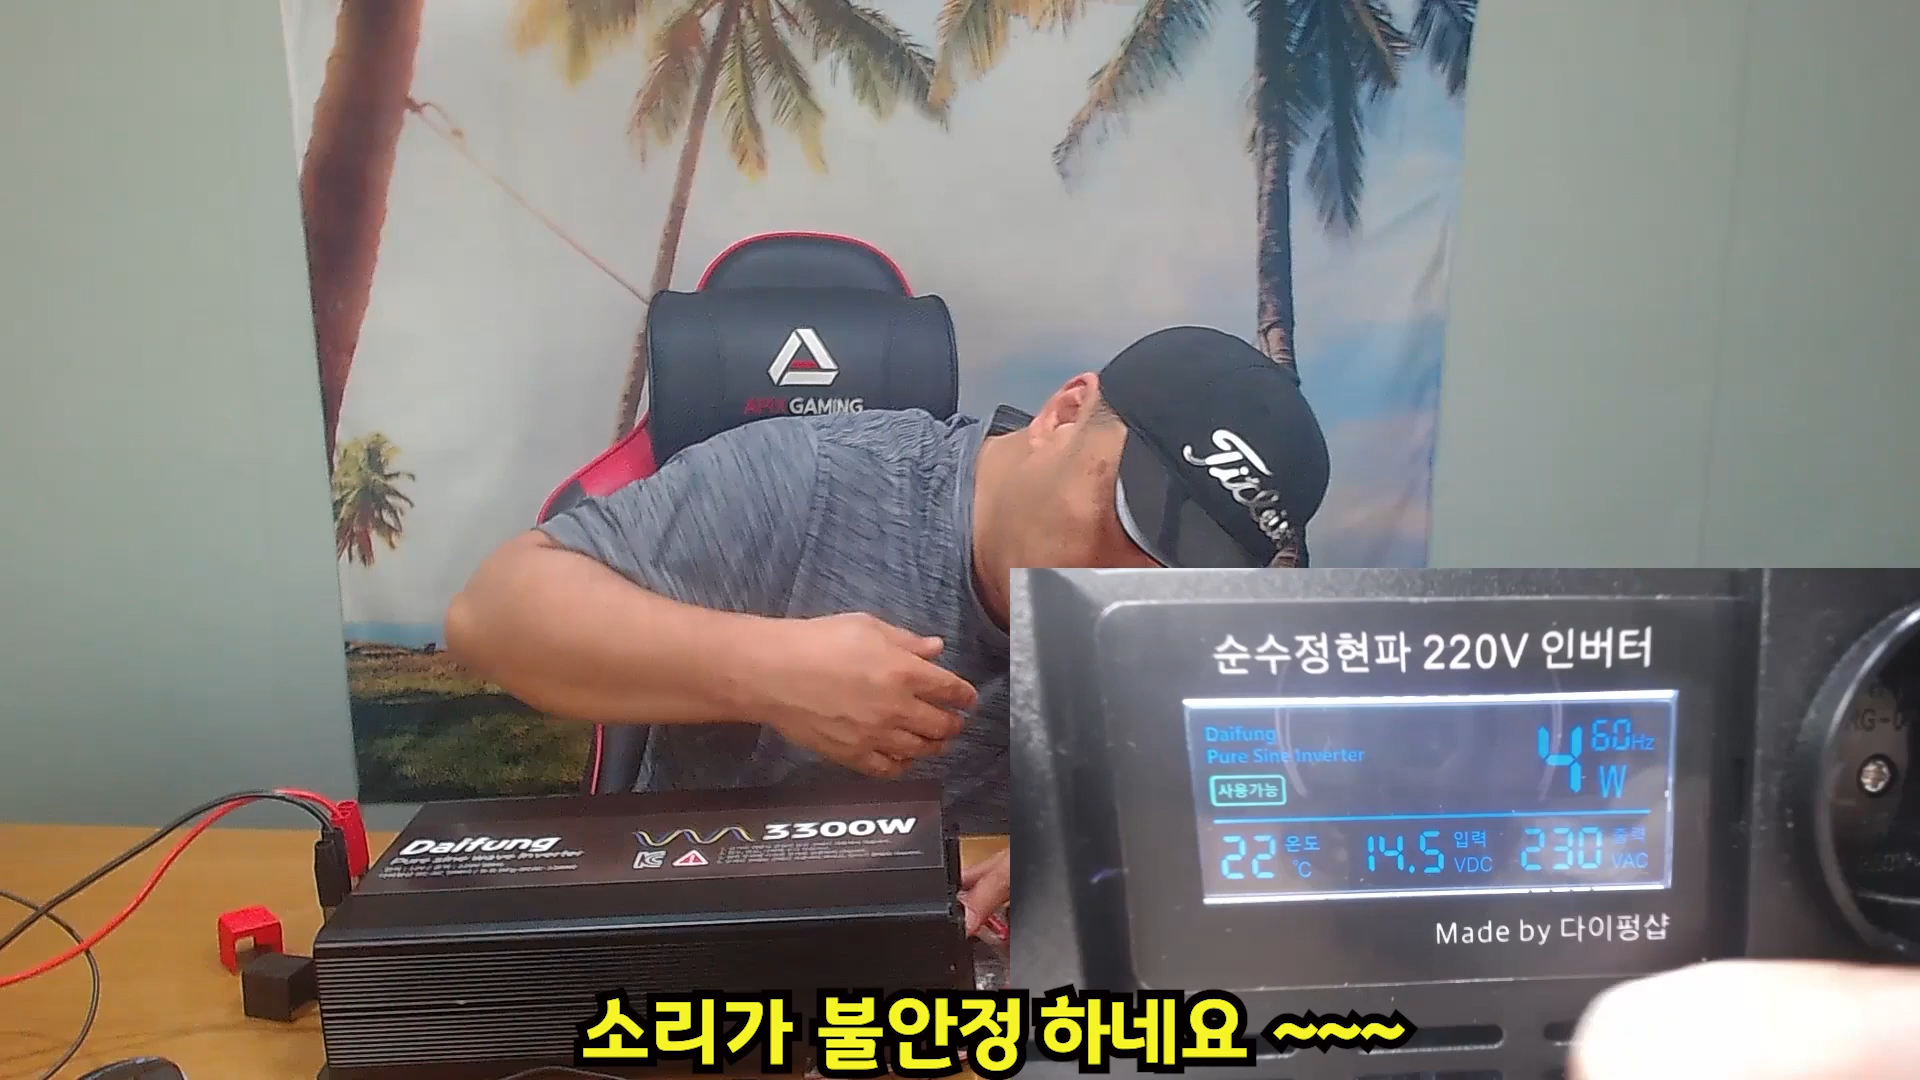 APIX GAMING
Titleist
Daifung
Pure sine wave inverter
3300W
순수정현파 220V 인버터
Daifung
Pure Sine Inverter
사용가능
4 W
60Hz
22 온도 ℃
14.5 입력 VDC
230 출력 VAC
Made by 다이펑샵
소리가 불안정 하네요 ~~~